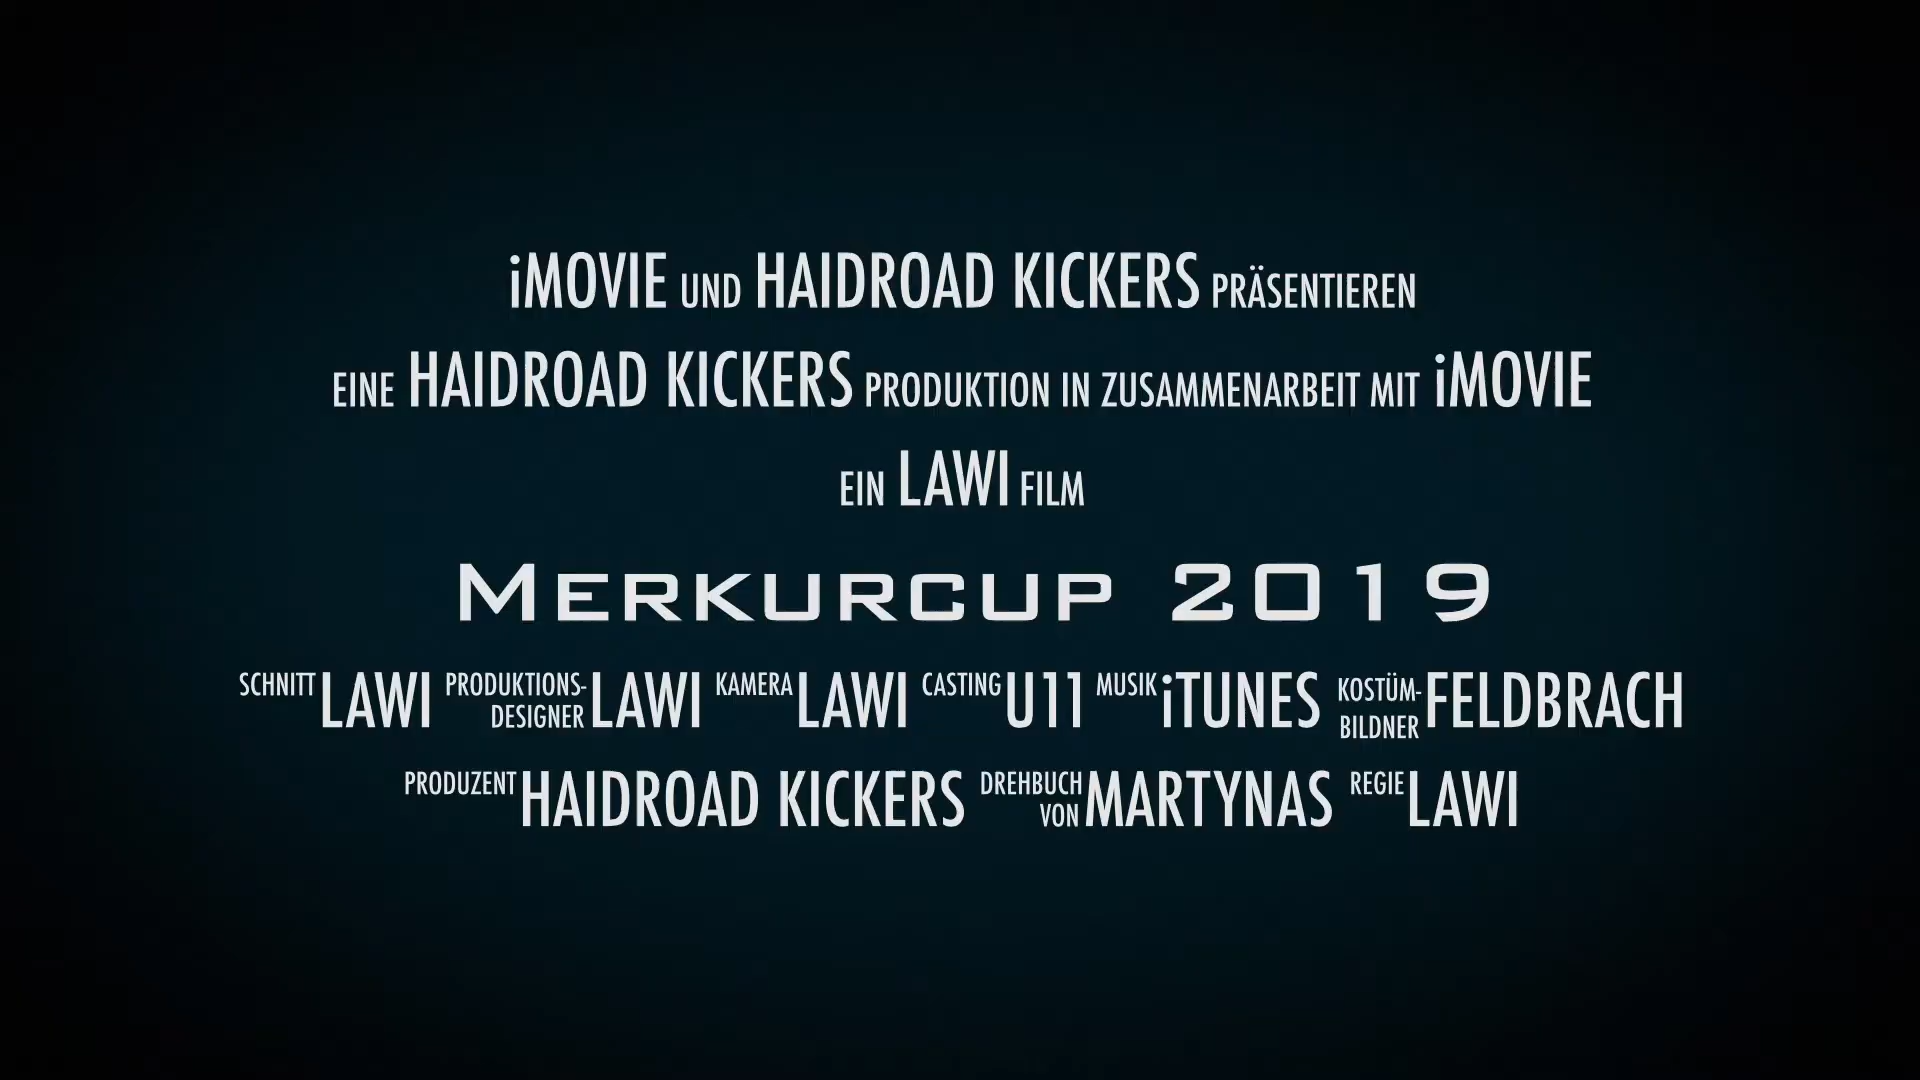 iMOVIE UND HAIDROAD KICKERS PRÄSENTIEREN
EINE HAIDROAD KICKERS PRODUKTION IN ZUSAMMENARBEIT MIT iMOVIE
EIN LAWI FILM
MERKURCUP 2019
SCHNITT LAWI PRODUKTIONS-DESIGNER LAWI KAMERA LAWI CASTING U11 MUSIK iTUNES KOSTÜM-BILDNER FELDBRACH
PRODUZENT HAIDROAD KICKERS DREHBUCH VON MARTYNAS REGIE LAWI